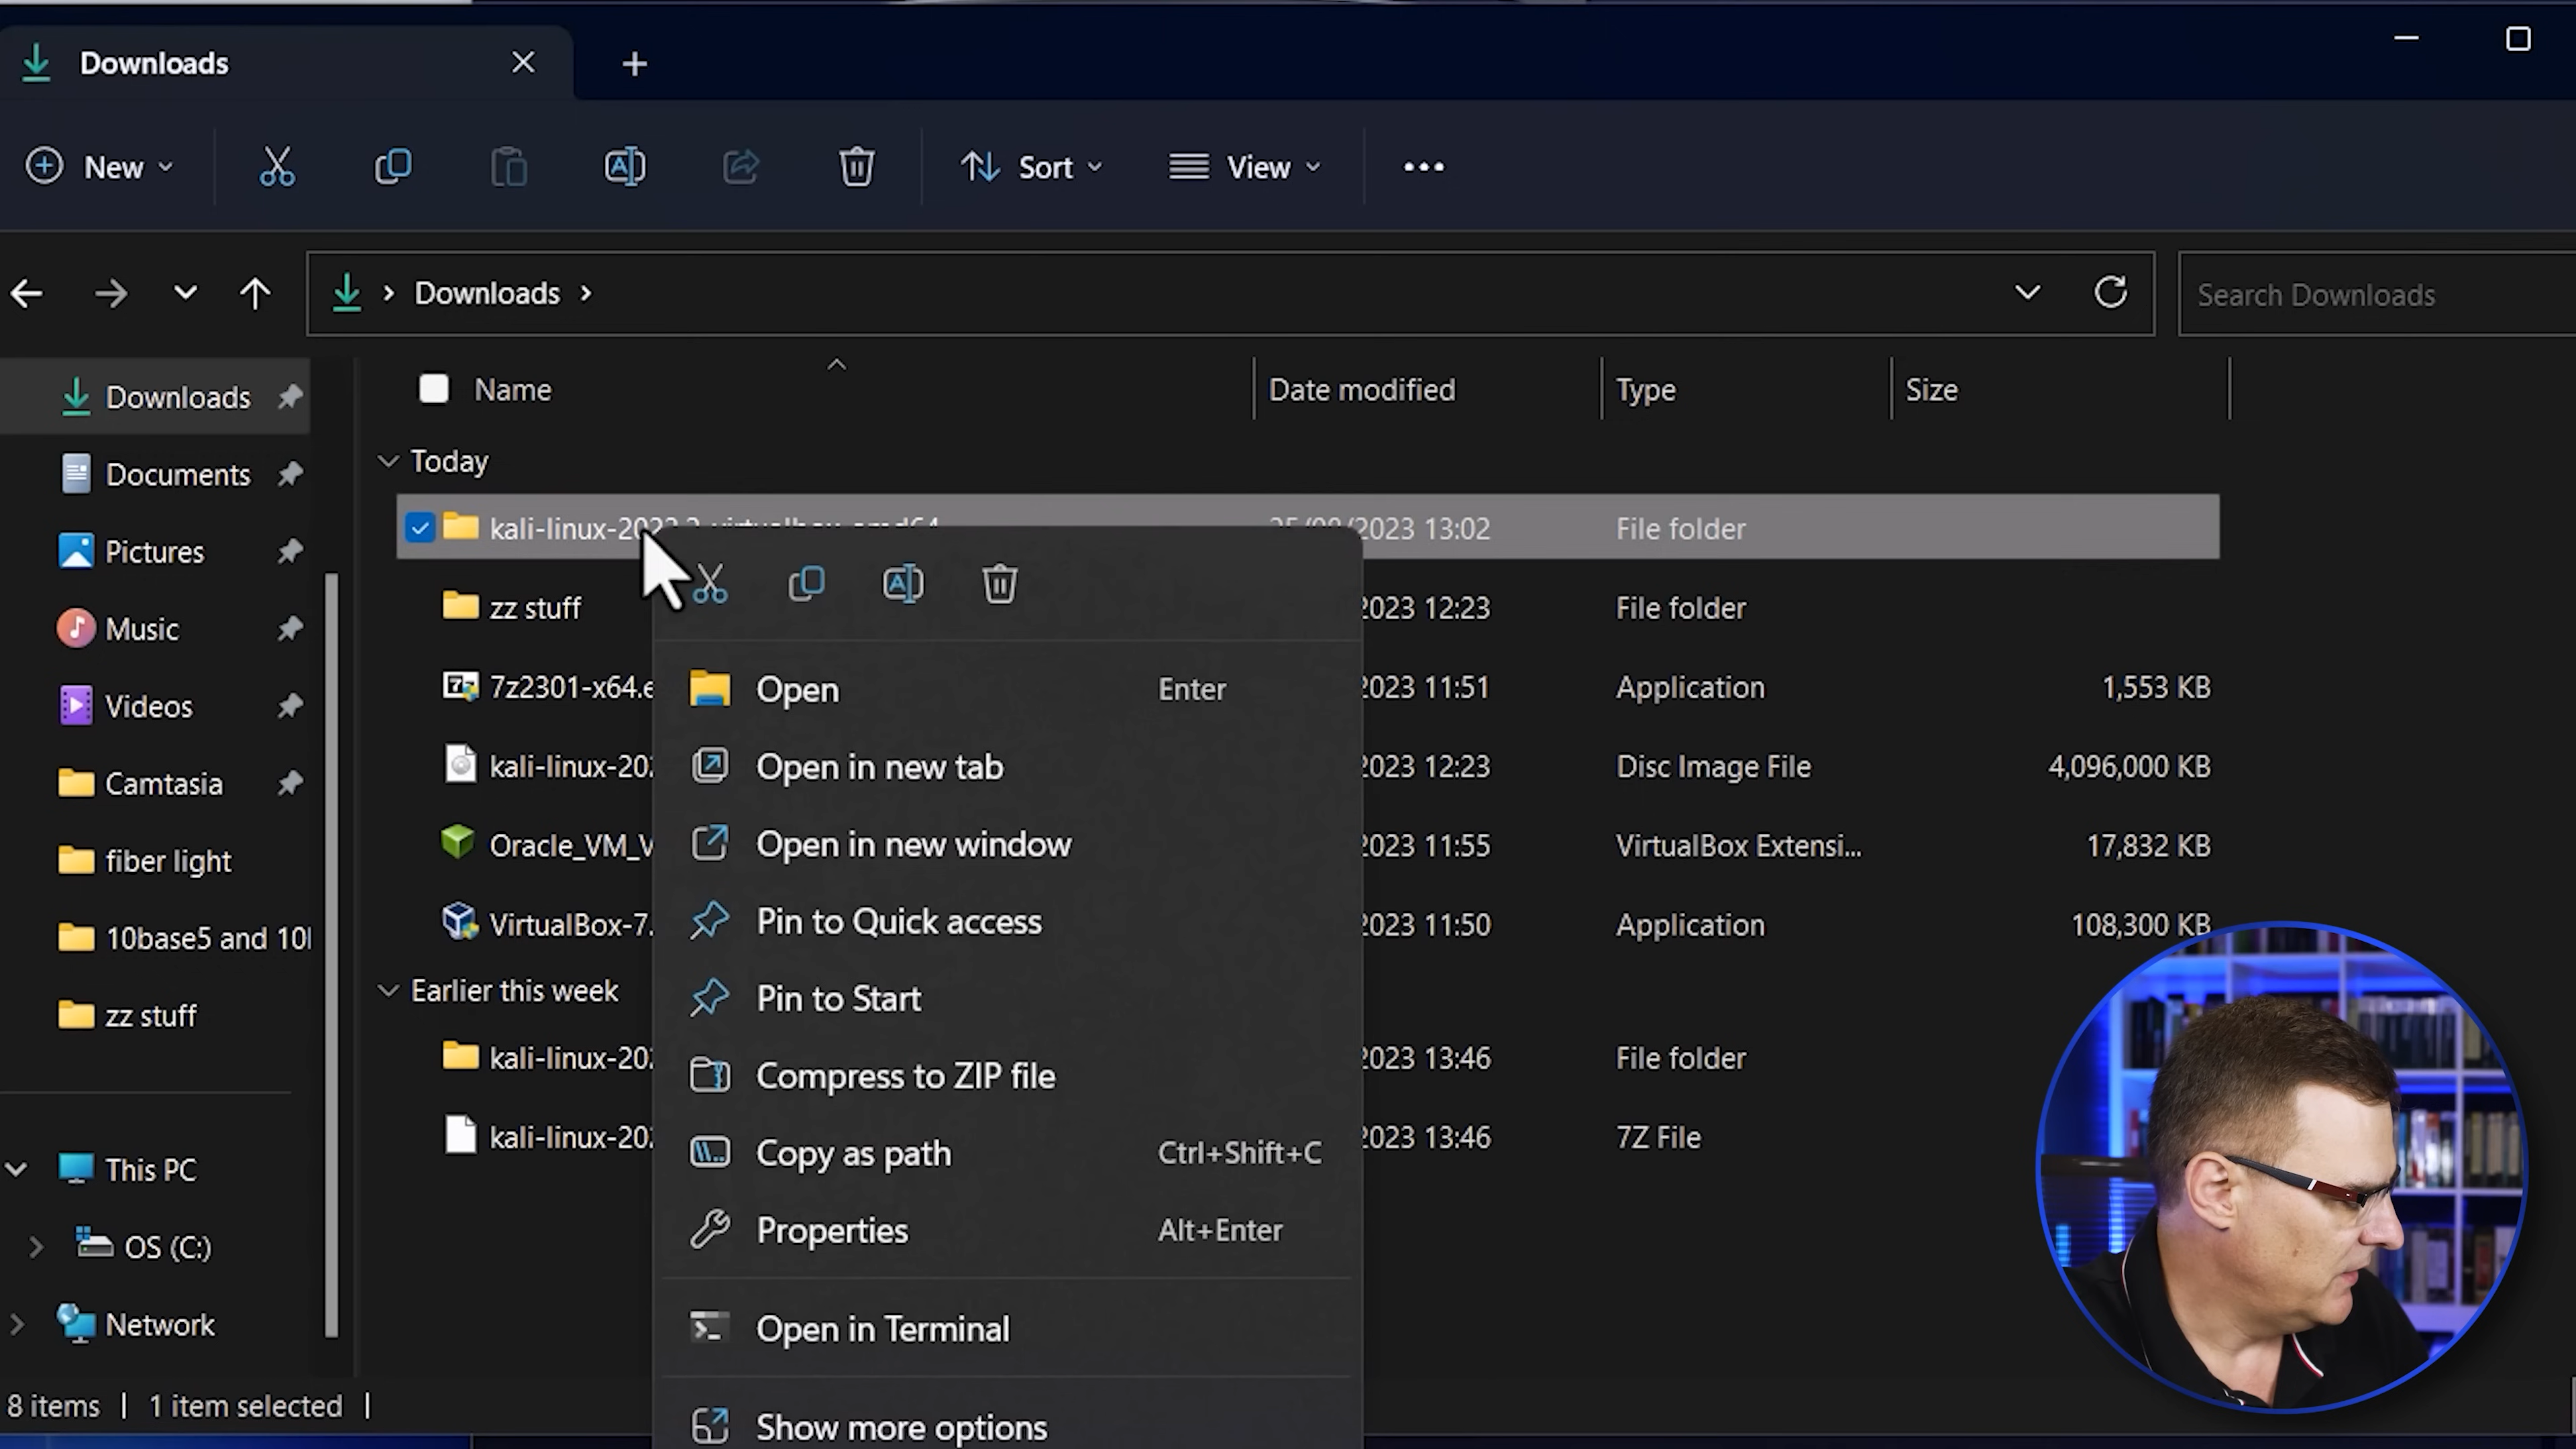 Downloads
New
Sort
View
Downloads
Search Downloads
Name
Date modified
Type
Size
Downloads
Documents
Pictures
Music
Videos
Camtasia
fiber light
10base5 and 10
zz stuff
This PC
OS (C:)
Network
Today
kali-linux-2023.3-virtualbox-amd64 /2023 13:02 File folder
zz stuff 2023 12:23 File folder
7z2301-x64.e 2023 11:51 Application 1,553 KB
kali-linux-20 2023 12:23 Disc Image File 4,096,000 KB
Oracle_VM_V 2023 11:55 VirtualBox Extensi... 17,832 KB
VirtualBox-7. 2023 11:50 Application 108,300 KB
Earlier this week
kali-linux-20 2023 13:46 File folder
kali-linux-20 2023 13:46 7Z File
Open Enter
Open in new tab
Open in new window
Pin to Quick access
Pin to Start
Compress to ZIP file
Copy as path Ctrl+Shift+C
Properties Alt+Enter
Open in Terminal
Show more options
8 items | 1 item selected |